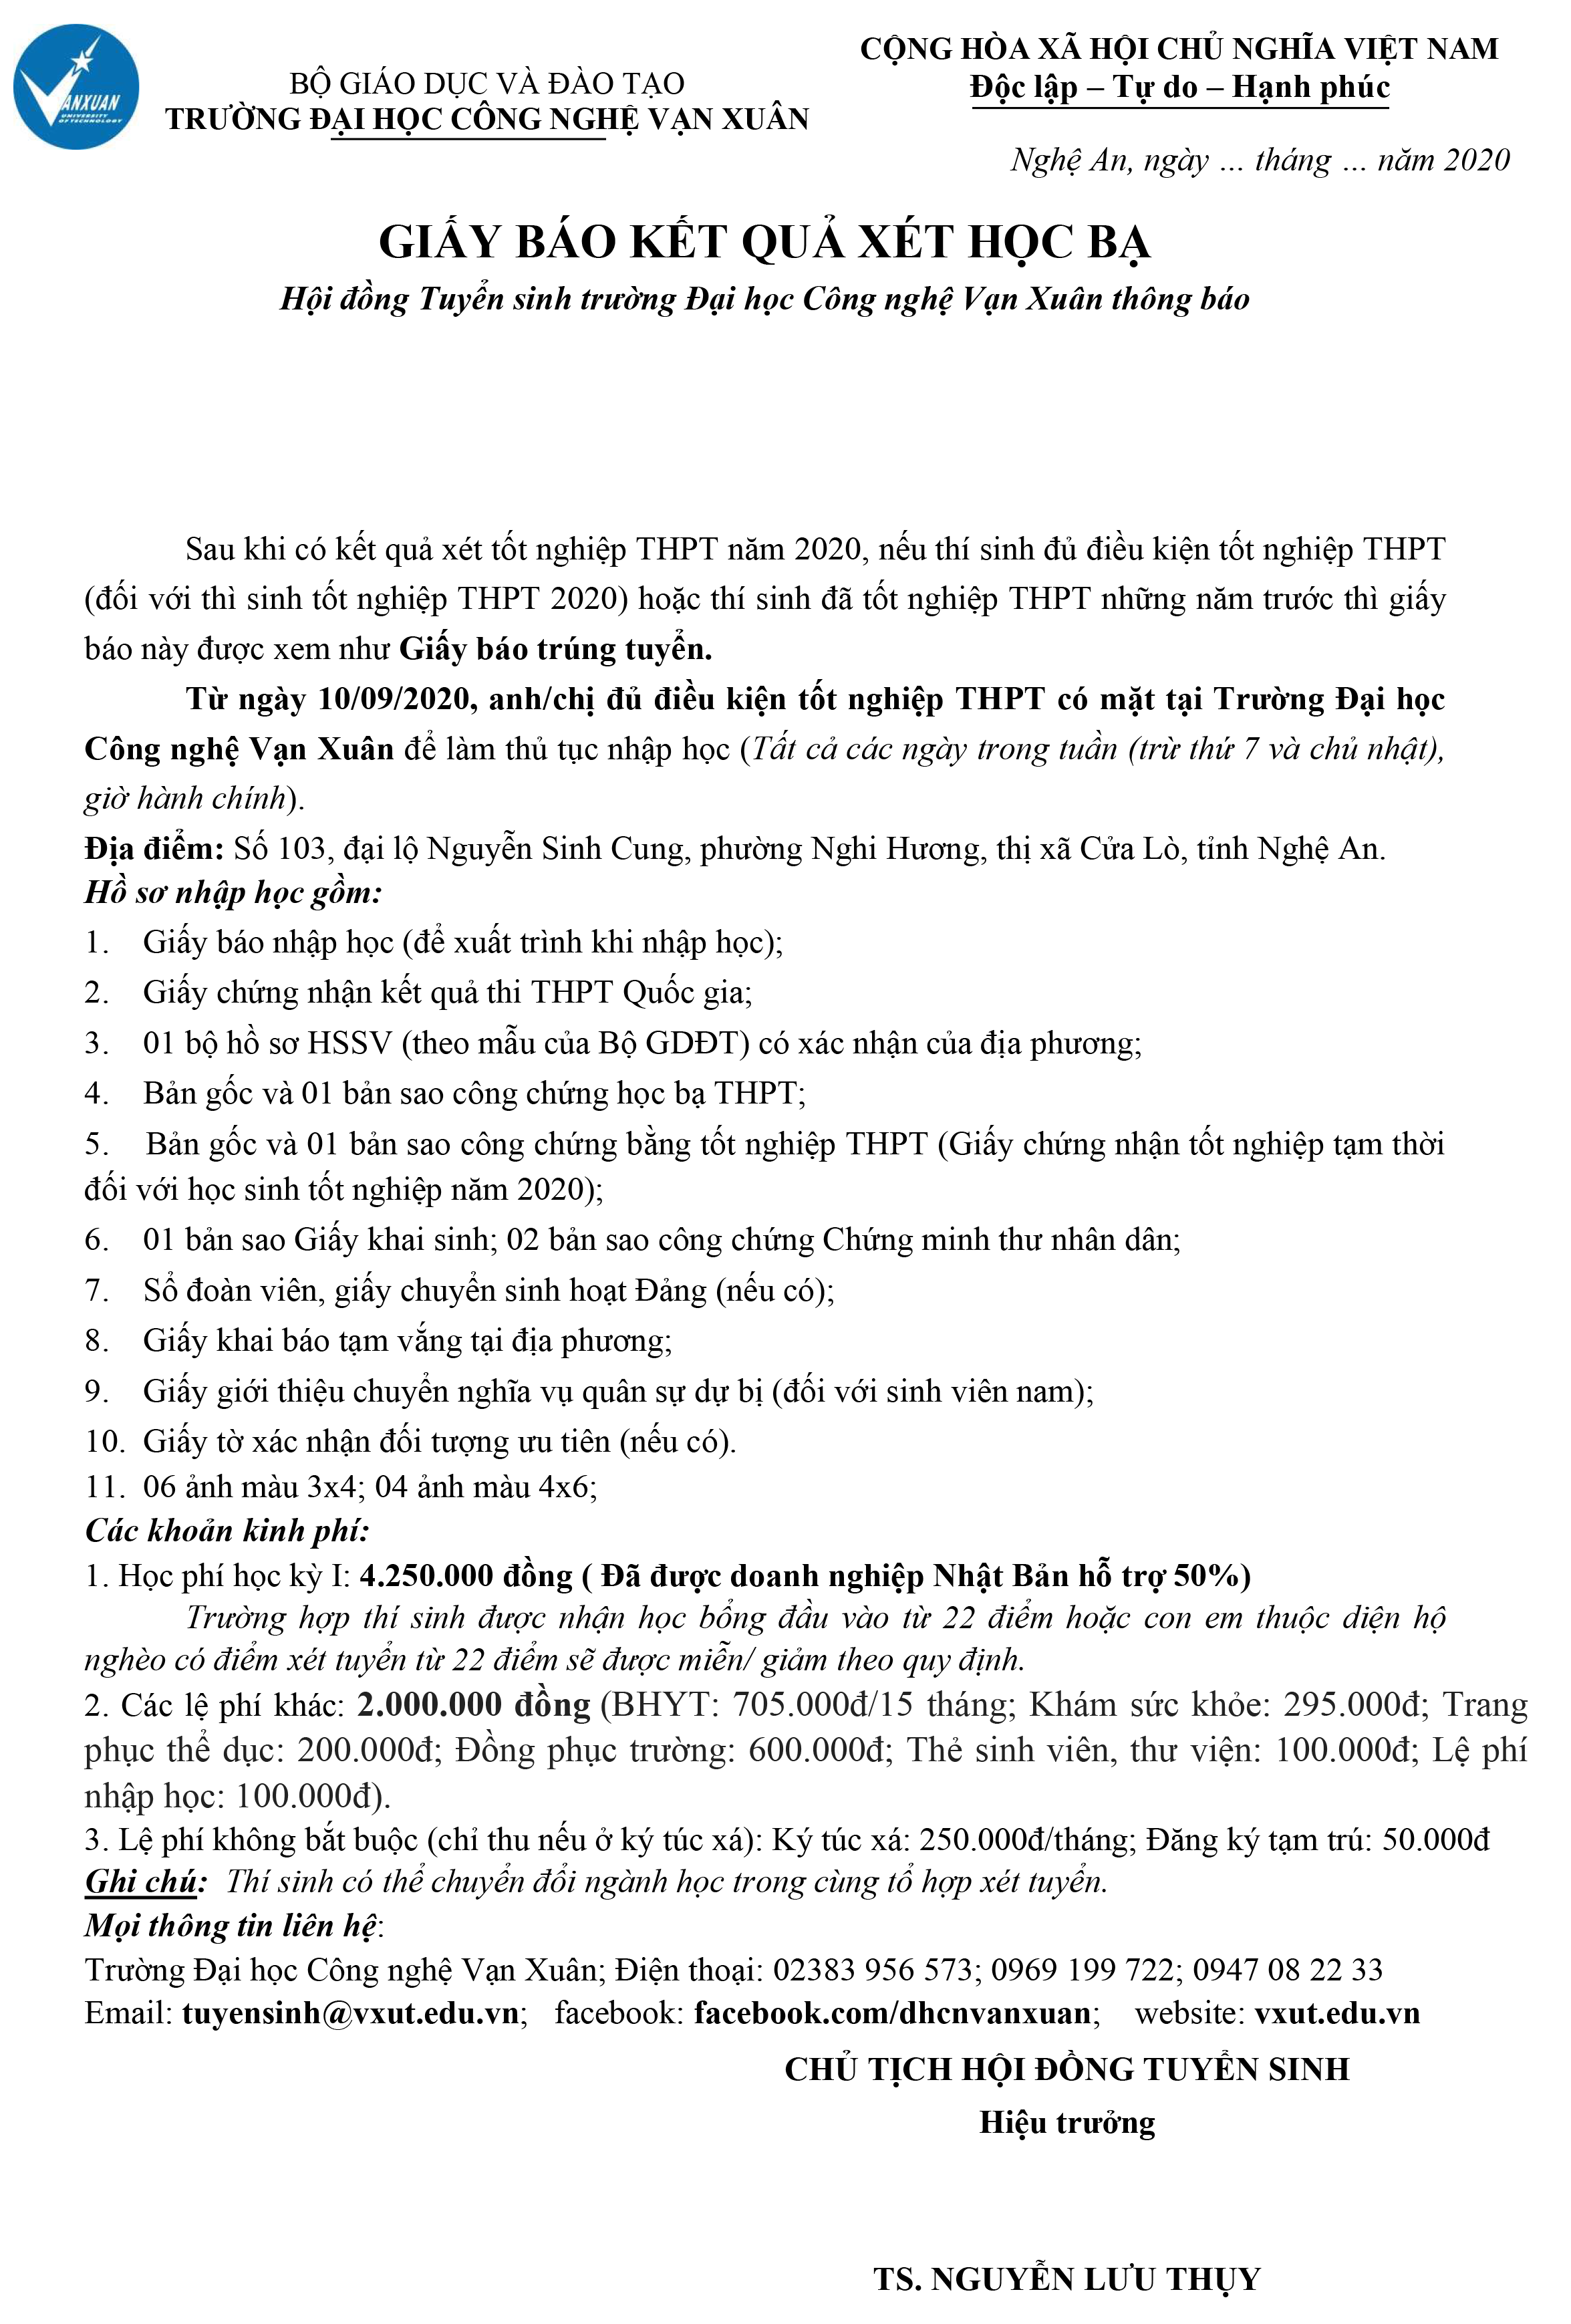 VANXUAN
UNIVERSITY
OF TECHNOLOGY
BỘ GIÁO DỤC VÀ ĐÀO TẠO
TRƯỜNG ĐẠI HỌC CÔNG NGHỆ VẠN XUÂN
CỘNG HÒA XÃ HỘI CHỦ NGHĨA VIỆT NAM
Độc lập – Tự do – Hạnh phúc
Nghệ An, ngày ... tháng ... năm 2020
GIẤY BÁO KẾT QUẢ XÉT HỌC BẠ
Hội đồng Tuyển sinh trường Đại học Công nghệ Vạn Xuân thông báo
Sau khi có kết quả xét tốt nghiệp THPT năm 2020, nếu thí sinh đủ điều kiện tốt nghiệp THPT
(đối với thì sinh tốt nghiệp THPT 2020) hoặc thí sinh đã tốt nghiệp THPT những năm trước thì giấy
báo này được xem như Giấy báo trúng tuyển.
Từ ngày 10/09/2020, anh/chị đủ điều kiện tốt nghiệp THPT có mặt tại Trường Đại học
Công nghệ Vạn Xuân để làm thủ tục nhập học (Tất cả các ngày trong tuần (trừ thứ 7 và chủ nhật),
giờ hành chính).
Địa điểm: Số 103, đại lộ Nguyễn Sinh Cung, phường Nghi Hương, thị xã Cửa Lò, tỉnh Nghệ An.
Hồ sơ nhập học gồm:
1. Giấy báo nhập học (để xuất trình khi nhập học);
2. Giấy chứng nhận kết quả thi THPT Quốc gia;
3. 01 bộ hồ sơ HSSV (theo mẫu của Bộ GDĐT) có xác nhận của địa phương;
4. Bản gốc và 01 bản sao công chứng học bạ THPT;
5. Bản gốc và 01 bản sao công chứng bằng tốt nghiệp THPT (Giấy chứng nhận tốt nghiệp tạm thời
đối với học sinh tốt nghiệp năm 2020);
6. 01 bản sao Giấy khai sinh; 02 bản sao công chứng Chứng minh thư nhân dân;
7. Sổ đoàn viên, giấy chuyển sinh hoạt Đảng (nếu có);
8. Giấy khai báo tạm vắng tại địa phương;
9. Giấy giới thiệu chuyển nghĩa vụ quân sự dự bị (đối với sinh viên nam);
10. Giấy tờ xác nhận đối tượng ưu tiên (nếu có).
11. 06 ảnh màu 3x4; 04 ảnh màu 4x6;
Các khoản kinh phí:
1. Học phí học kỳ I: 4.250.000 đồng ( Đã được doanh nghiệp Nhật Bản hỗ trợ 50%)
Trường hợp thí sinh được nhận học bổng đầu vào từ 22 điểm hoặc con em thuộc diện hộ
nghèo có điểm xét tuyển từ 22 điểm sẽ được miễn/ giảm theo quy định.
2. Các lệ phí khác: 2.000.000 đồng (BHYT: 705.000đ/15 tháng; Khám sức khỏe: 295.000đ; Trang
phục thể dục: 200.000đ; Đồng phục trường: 600.000đ; Thẻ sinh viên, thư viện: 100.000đ; Lệ phí
nhập học: 100.000đ).
3. Lệ phí không bắt buộc (chỉ thu nếu ở ký túc xá): Ký túc xá: 250.000đ/tháng; Đăng ký tạm trú: 50.000đ
Ghi chú: Thí sinh có thể chuyển đổi ngành học trong cùng tổ hợp xét tuyển.
Mọi thông tin liên hệ:
Trường Đại học Công nghệ Vạn Xuân; Điện thoại: 02383 956 573; 0969 199 722; 0947 08 22 33
Email: tuyensinh@vxut.edu.vn; facebook: facebook.com/dhcnvanxuan; website: vxut.edu.vn
CHỦ TỊCH HỘI ĐỒNG TUYỂN SINH
Hiệu trưởng
TS. NGUYỄN LƯU THỤY